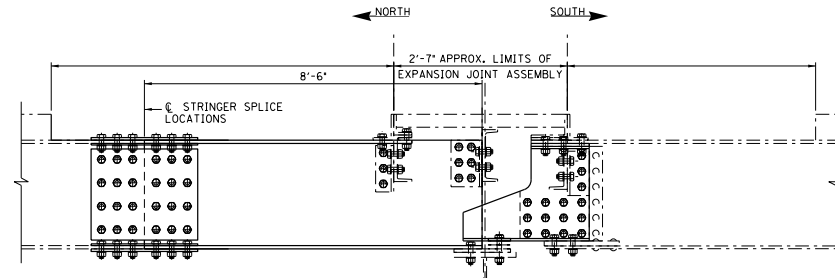 NORTH
SOUTH
2'-7" APPROX. LIMITS OF
EXPANSION JOINT ASSEMBLY
8'-6"
℄ STRINGER SPLICE
LOCATIONS